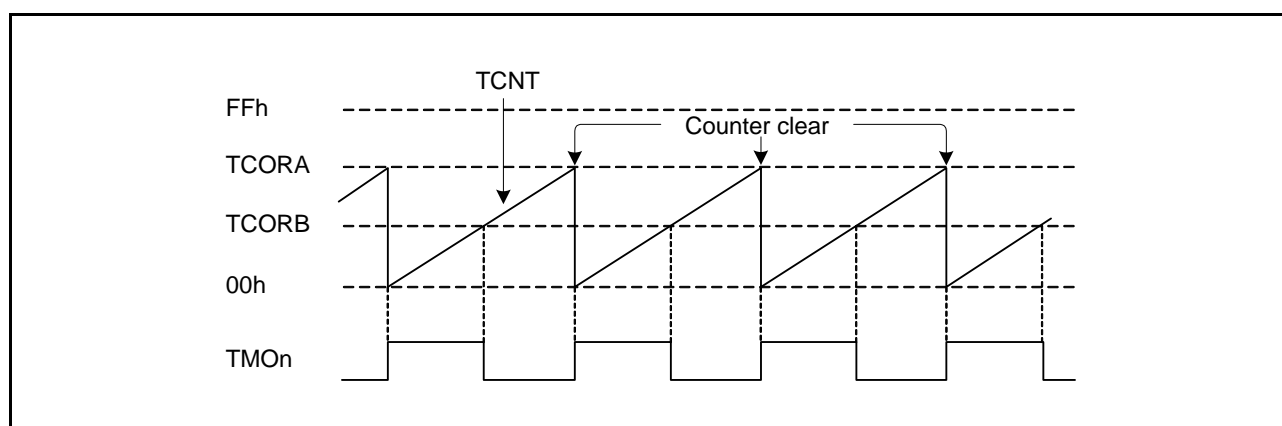 TCNT
FFh
Counter clear
TCORA
TCORB
00h
TMOn